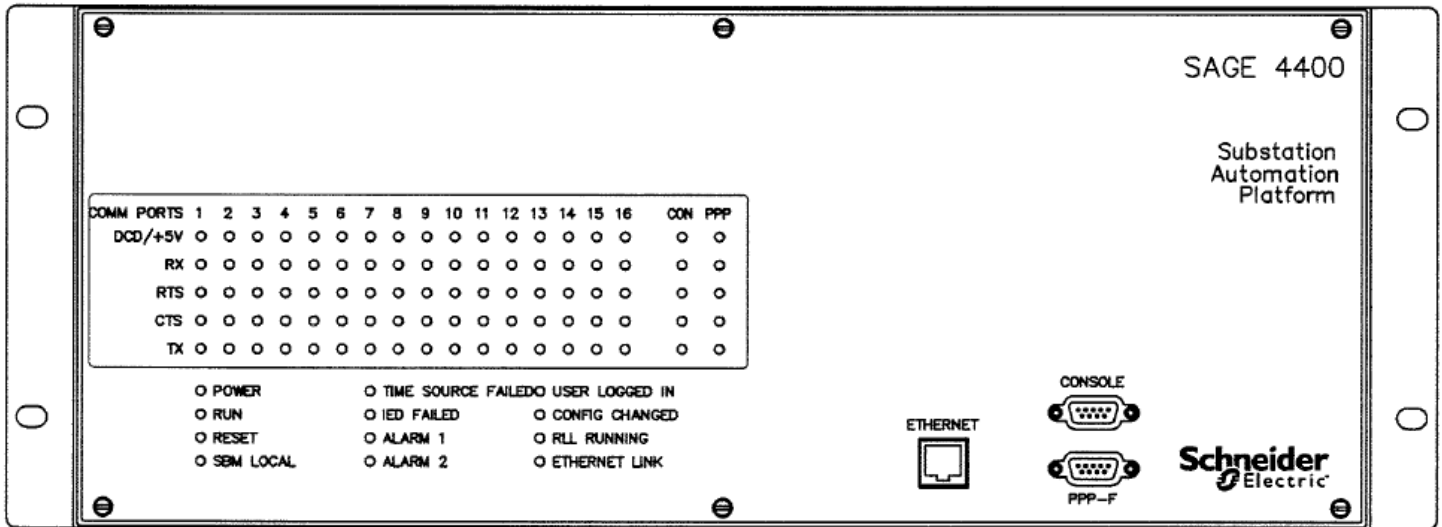 SAGE 4400
Substation
Automation
Platform
COMM PORTS 1 2 3 4 5 6 7 8 9 10 11 12 13 14 15 16 CON PPP
DCD/+5V
RX
RTS
CTS
TX
POWER TIME SOURCE FAILED USER LOGGED IN
RUN IED FAILED CONFIG CHANGED
RESET ALARM 1 RLL RUNNING
SBM LOCAL ALARM 2 ETHERNET LINK
CONSOLE
ETHERNET
PPP-F
Schneider
Electric